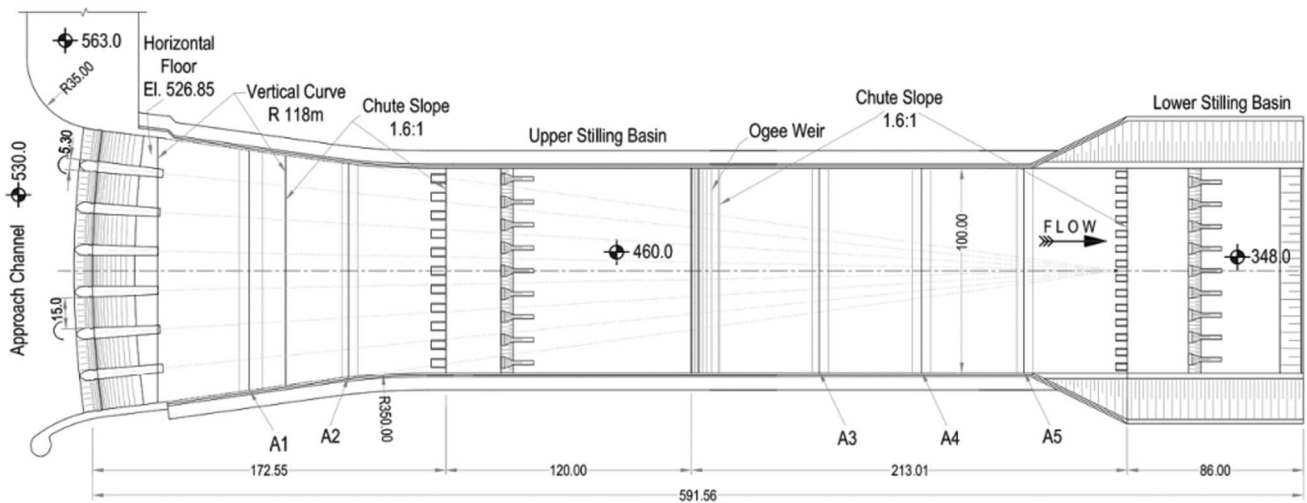 563.0
Horizontal
Floor
El. 526.85
R35.00
Vertical Curve
R 118m
Chute Slope
1.6:1
Upper Stilling Basin
Ogee Weir
Chute Slope
1.6:1
Lower Stilling Basin
5.30
530.0
Approach Channel
15.0
460.0
100.00
FLOW
348.0
R350.00
A1
A2
A3
A4
A5
172.55
120.00
213.01
86.00
591.56